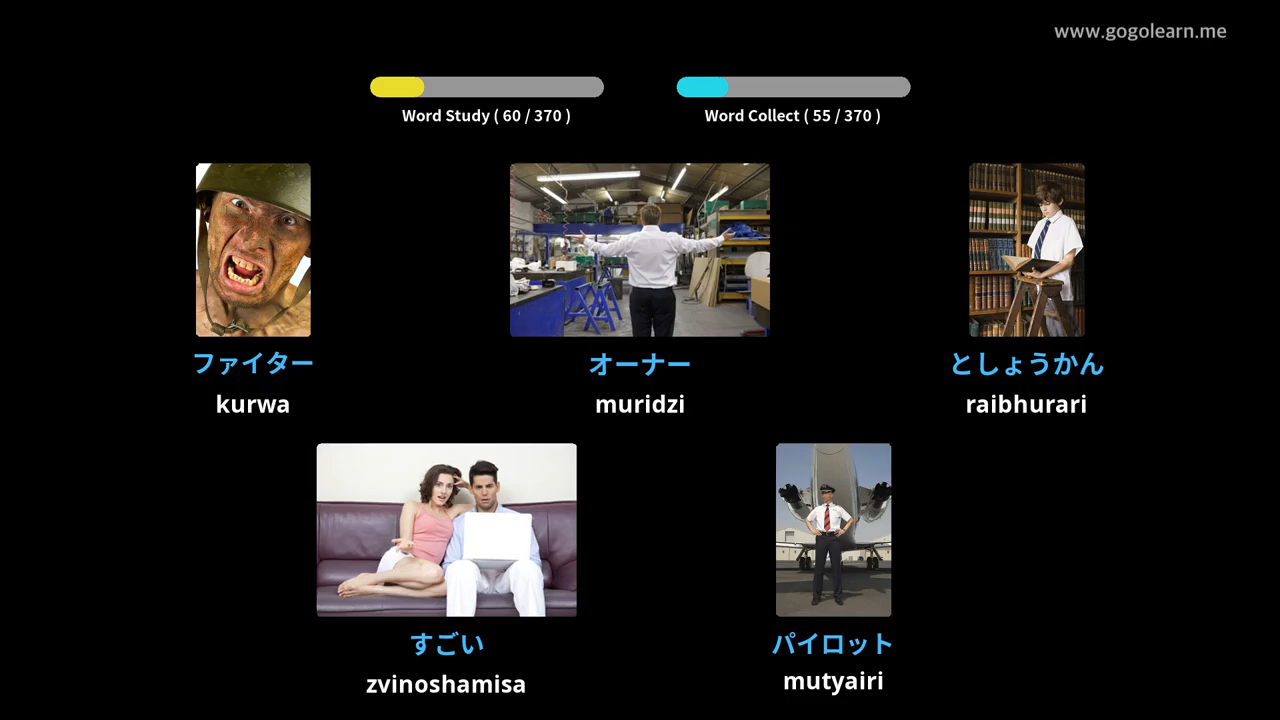 www.gogolearn.me
Word Study ( 60 / 370 )
Word Collect ( 55 / 370 )
ファイター
kurwa
オーナー
muridzi
としょうかん
raibhurari
すごい
zvinoshamisa
パイロット
mutyairi